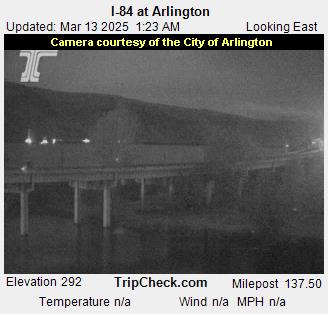 I-84 at Arlington
Updated: Mar 13 2025 1:23 AM Looking East
Camera courtesy of the City of Arlington
Elevation 292 TripCheck.com Milepost 137.50
Temperature n/a Wind n/a MPH n/a